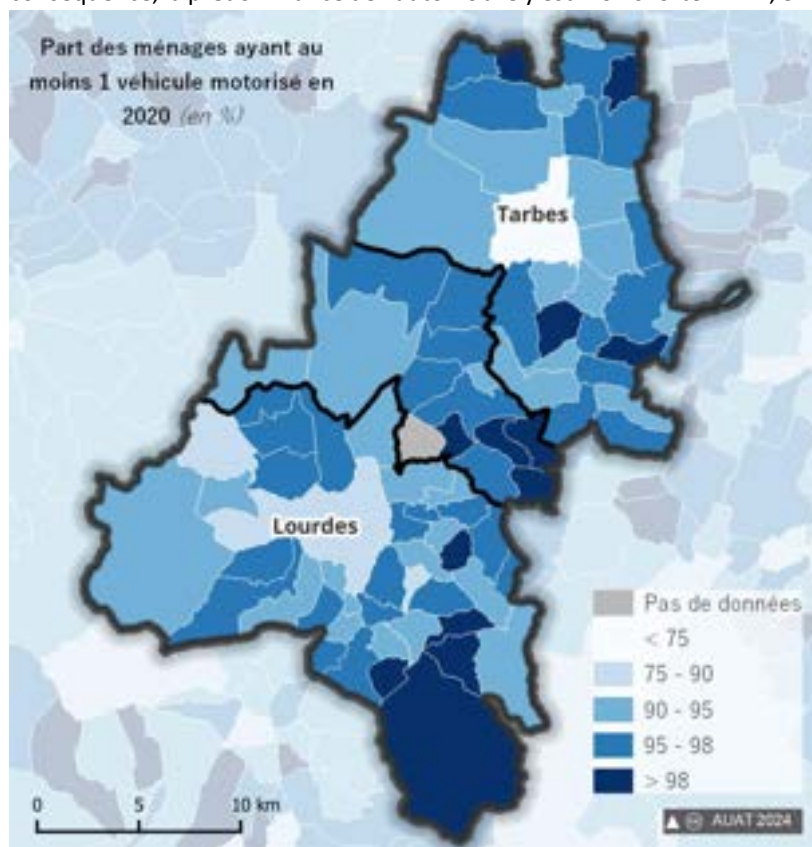 Part des ménages ayant au
moins 1 véhicule motorisé en
2020 (en %)
Tarbes
Lourdes
Pas de données
< 75
75 - 90
90 - 95
95 - 98
> 98
0 5 10 km
AUAT 2024